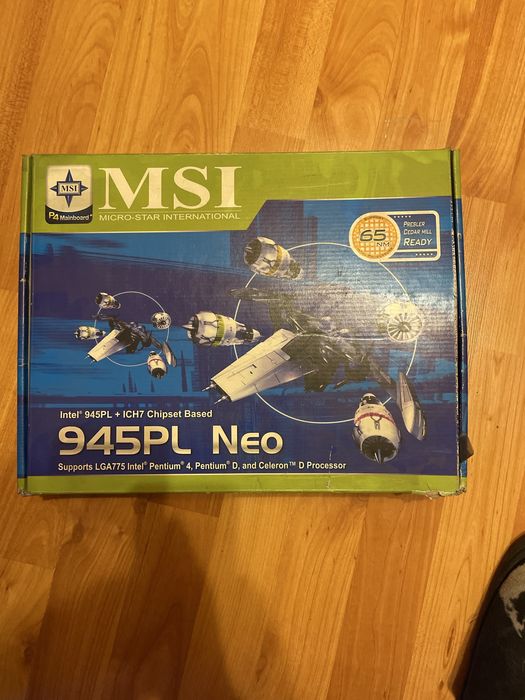 MSI
MSI
P4 Mainboard
MICRO-STAR INTERNATIONAL
65
NM
PRESLER
CEDAR MILL
READY
Intel® 945PL + ICH7 Chipset Based
945PL Neo
Supports LGA775 Intel® Pentium® 4, Pentium® D, and Celeron™ D Processor